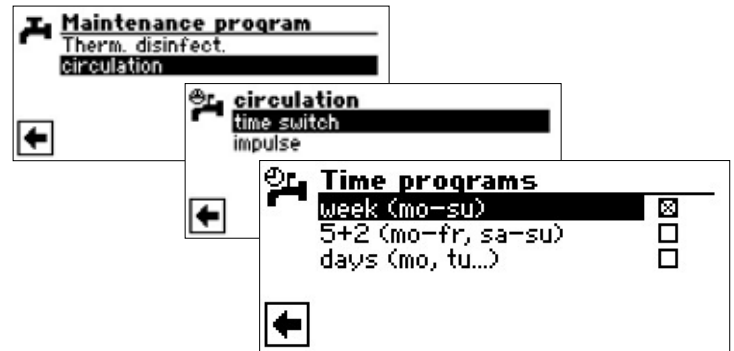 Maintenance program
Therm. disinfect.
circulation
circulation
time switch
impulse
Time programs
week (mo-su)
5+2 (mo-fr, sa-su)
days (mo, tu...)